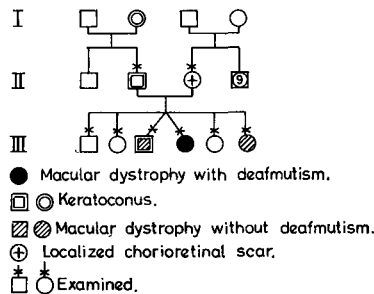 I
II
9
III
Macular dystrophy with deafmutism.
Keratoconus.
Macular dystrophy without deafmutism.
Localized chorioretinal scar.
Examined.